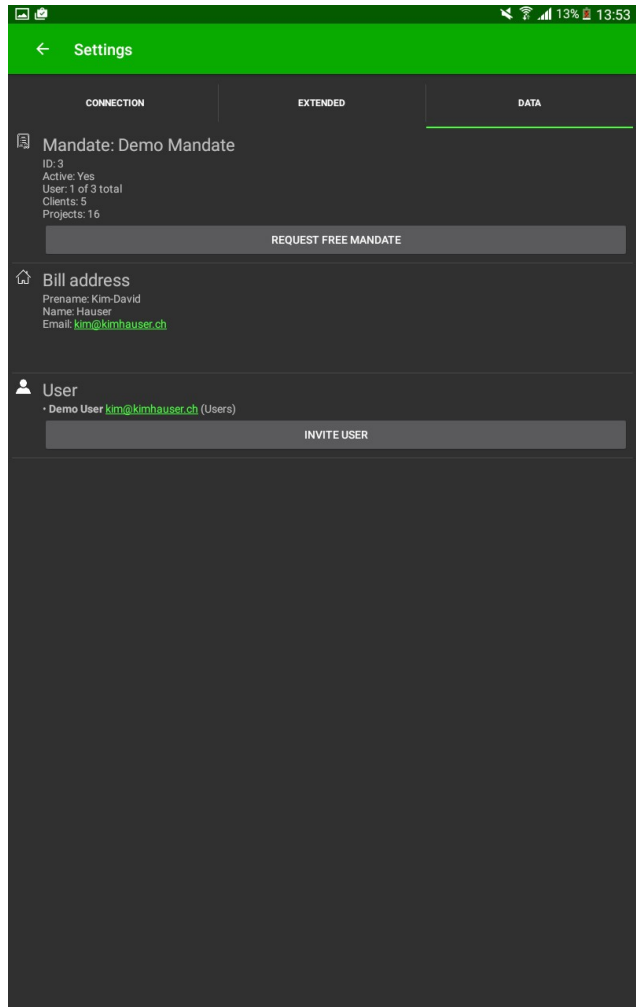 13% 13:53
Settings
CONNECTION EXTENDED DATA
Mandate: Demo Mandate
ID: 3
Active: Yes
User: 1 of 3 total
Clients: 5
Projects: 16
REQUEST FREE MANDATE
Bill address
Prename: Kim-David
Name: Hauser
Email: kim@kimhauser.ch
User
• Demo User kim@kimhauser.ch (Users)
INVITE USER